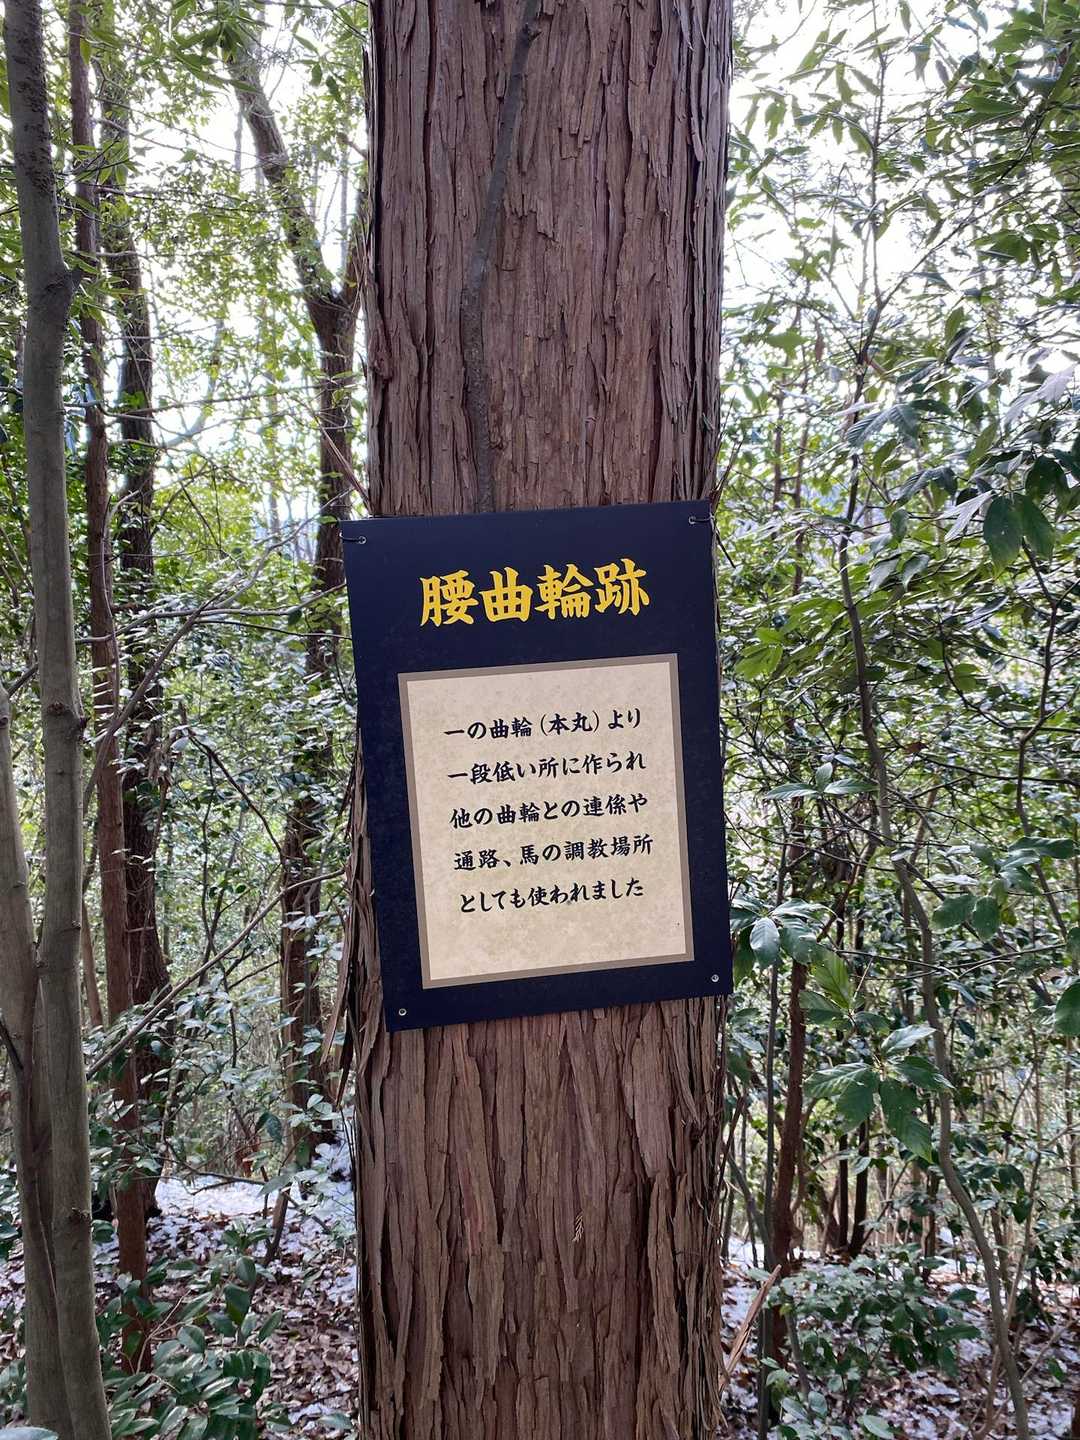 腰曲輪跡
一の曲輪（本丸）より
一段低い所に作られ
他の曲輪との連係や
通路、馬の調教場所
としても使われました